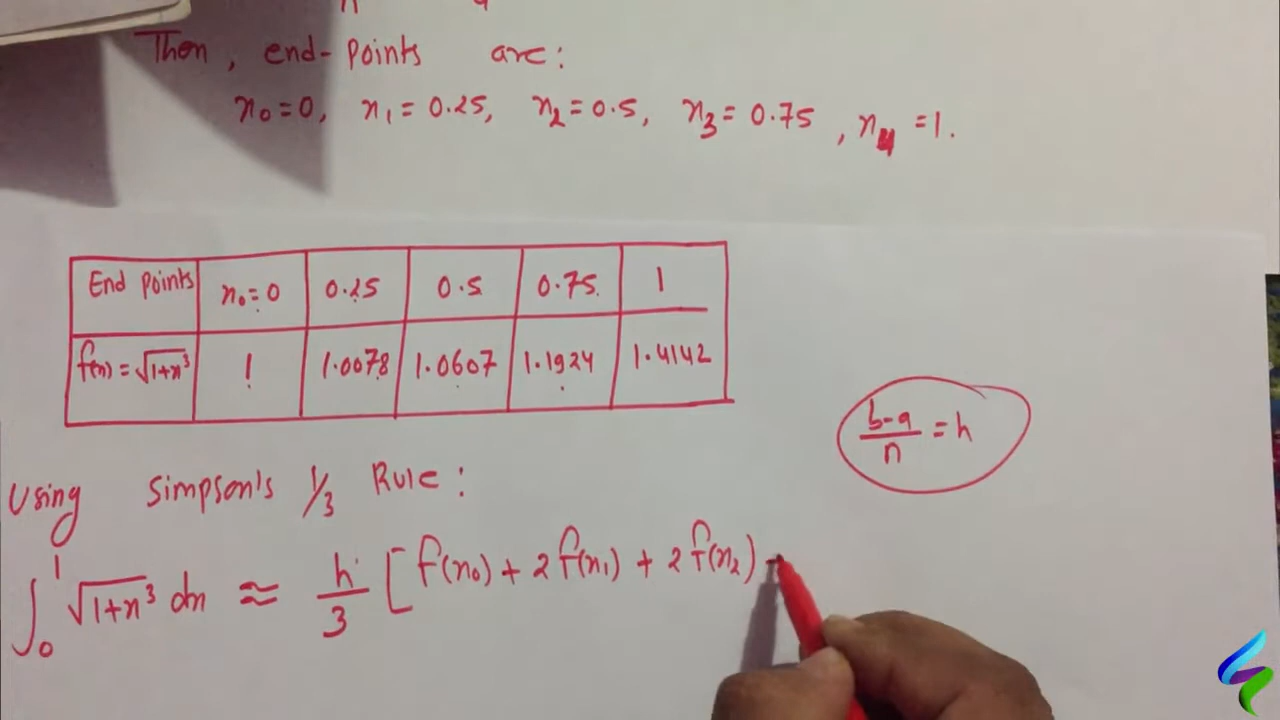 Then, end-points are:
x₀=0, x₁=0.25, x₂=0.5, x₃=0.75, x₄=1.
End points x₀=0 0.25 0.5 0.75 1
f(x)=√(1+x³) 1 1.0078 1.0607 1.1924 1.4142
(b-a)/n = h
Using Simpson's 1/3 Rule:
∫₀¹ √(1+x³) dx ≈ h/3 [f(x₀) + 2f(x₁) + 2f(x₂) -